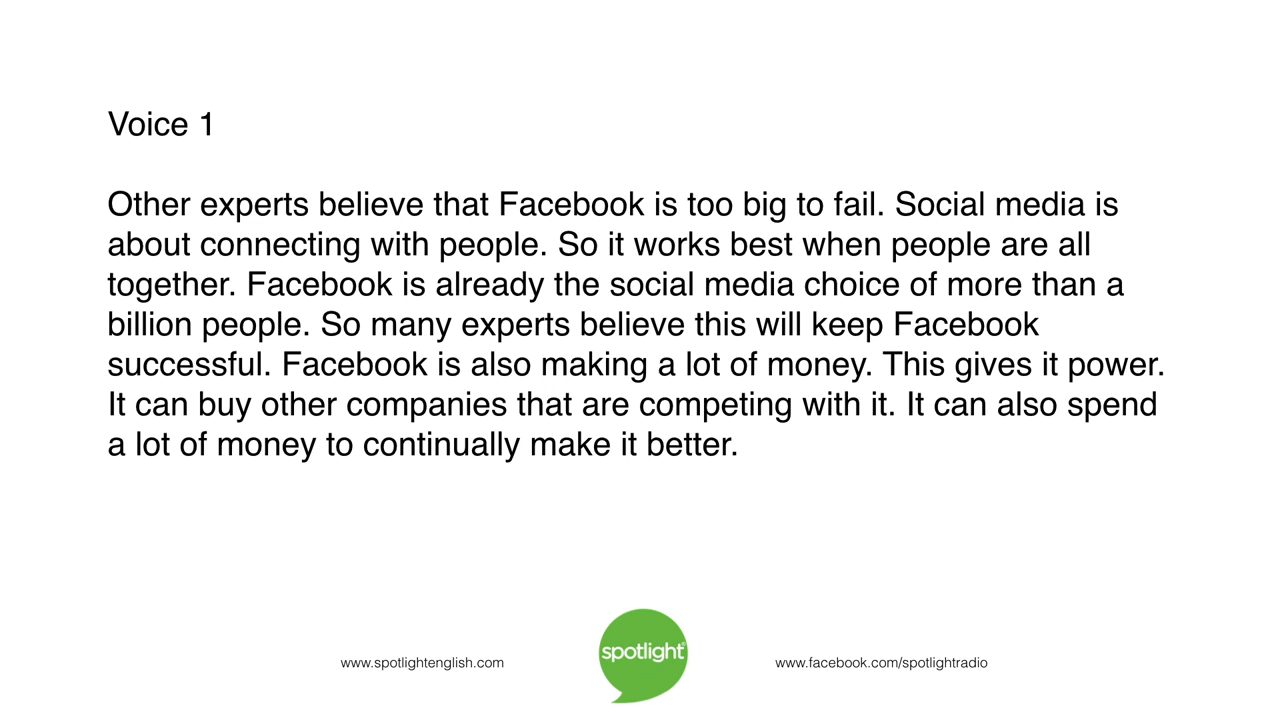 Voice 1
Other experts believe that Facebook is too big to fail. Social media is
about connecting with people. So it works best when people are all
together. Facebook is already the social media choice of more than a
billion people. So many experts believe this will keep Facebook
successful. Facebook is also making a lot of money. This gives it power.
It can buy other companies that are competing with it. It can also spend
a lot of money to continually make it better.
www.spotlightenglish.com
spotlight®
www.facebook.com/spotlightradio